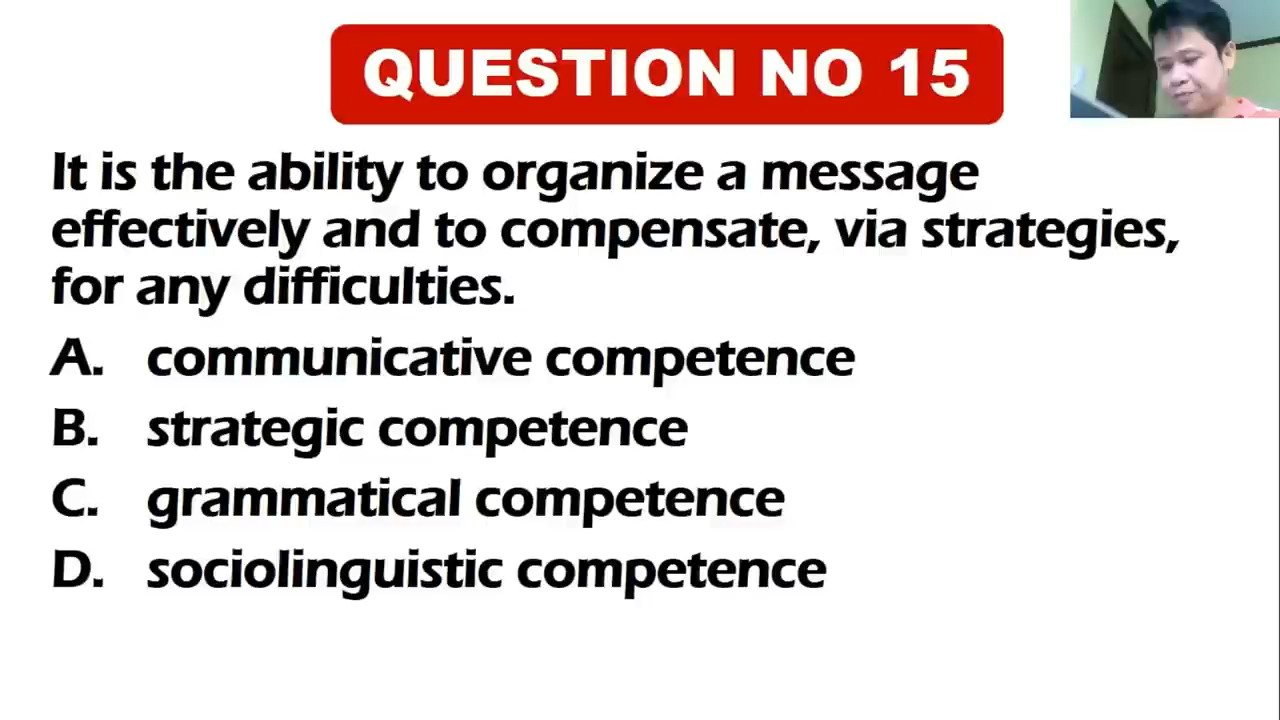 QUESTION NO 15
It is the ability to organize a message
effectively and to compensate, via strategies,
for any difficulties.
A. communicative competence
B. strategic competence
C. grammatical competence
D. sociolinguistic competence